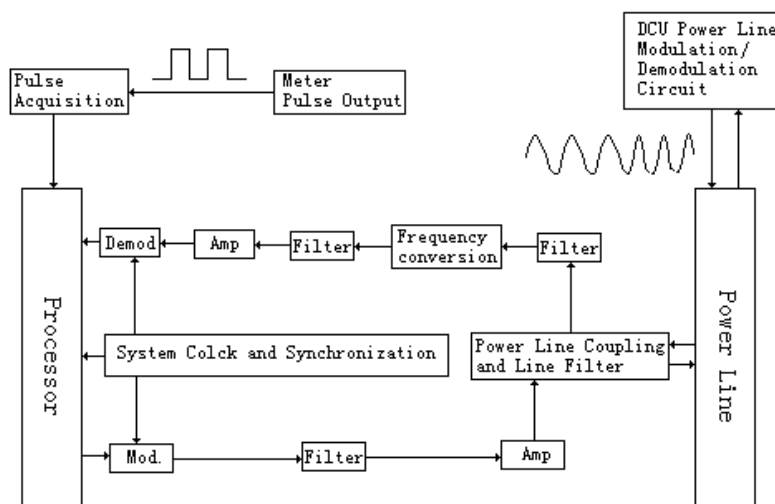 DCU Power Line
Modulation/
Demodulation
Circuit
Pulse
Acquisition
Meter
Pulse Output
Demod
Amp
Filter
Frequency
conversion
Filter
Processor
System Colck and Synchronization
Power Line Coupling
and Line Filter
Power Line
Mod.
Filter
Amp